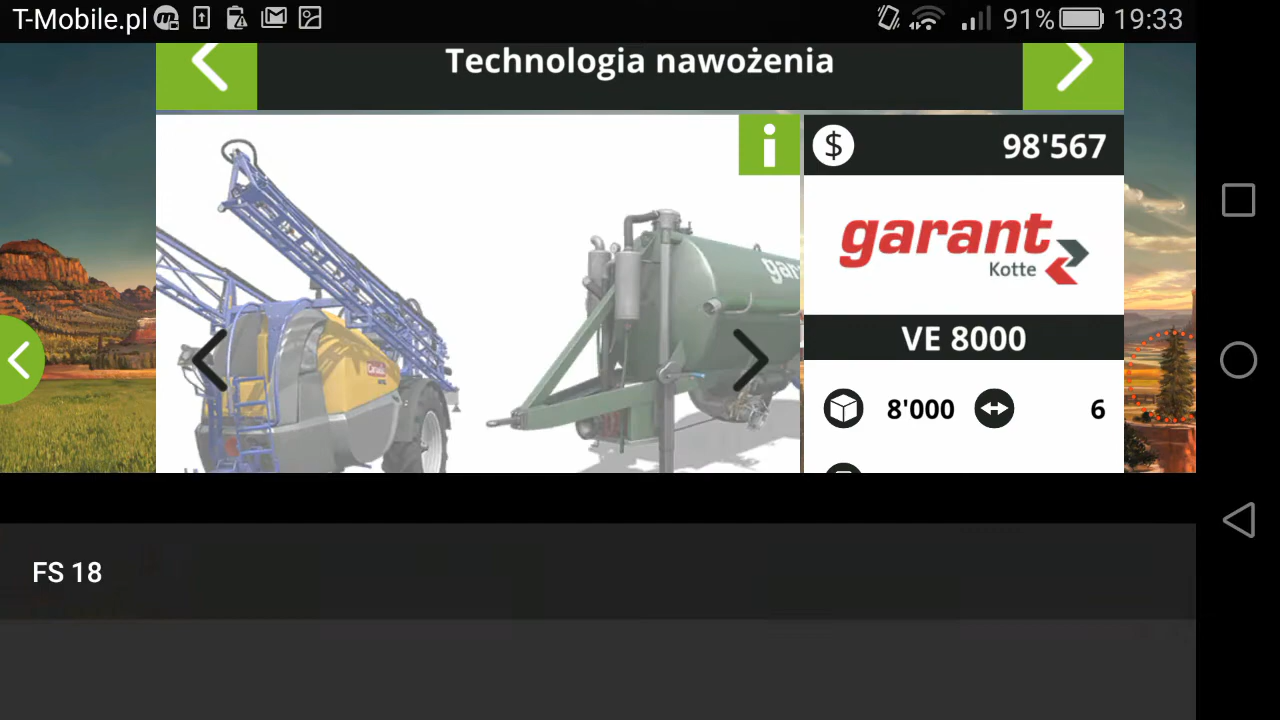 T-Mobile.pl
91% 19:33
Technologia nawożenia
$ 98'567
garant
Kotte
VE 8000
8'000 6
FS 18